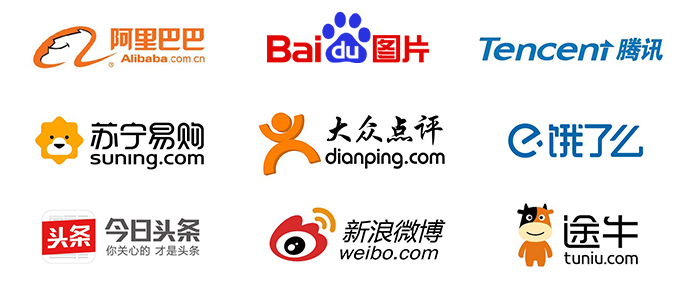 阿里巴巴
Alibaba.com.cn
Baidu图片
Tencent腾讯
苏宁易购
suning.com
大众点评
dianping.com
饿了么
头条
今日头条
你关心的 才是头条
新浪微博
weibo.com
途牛
tuniu.com